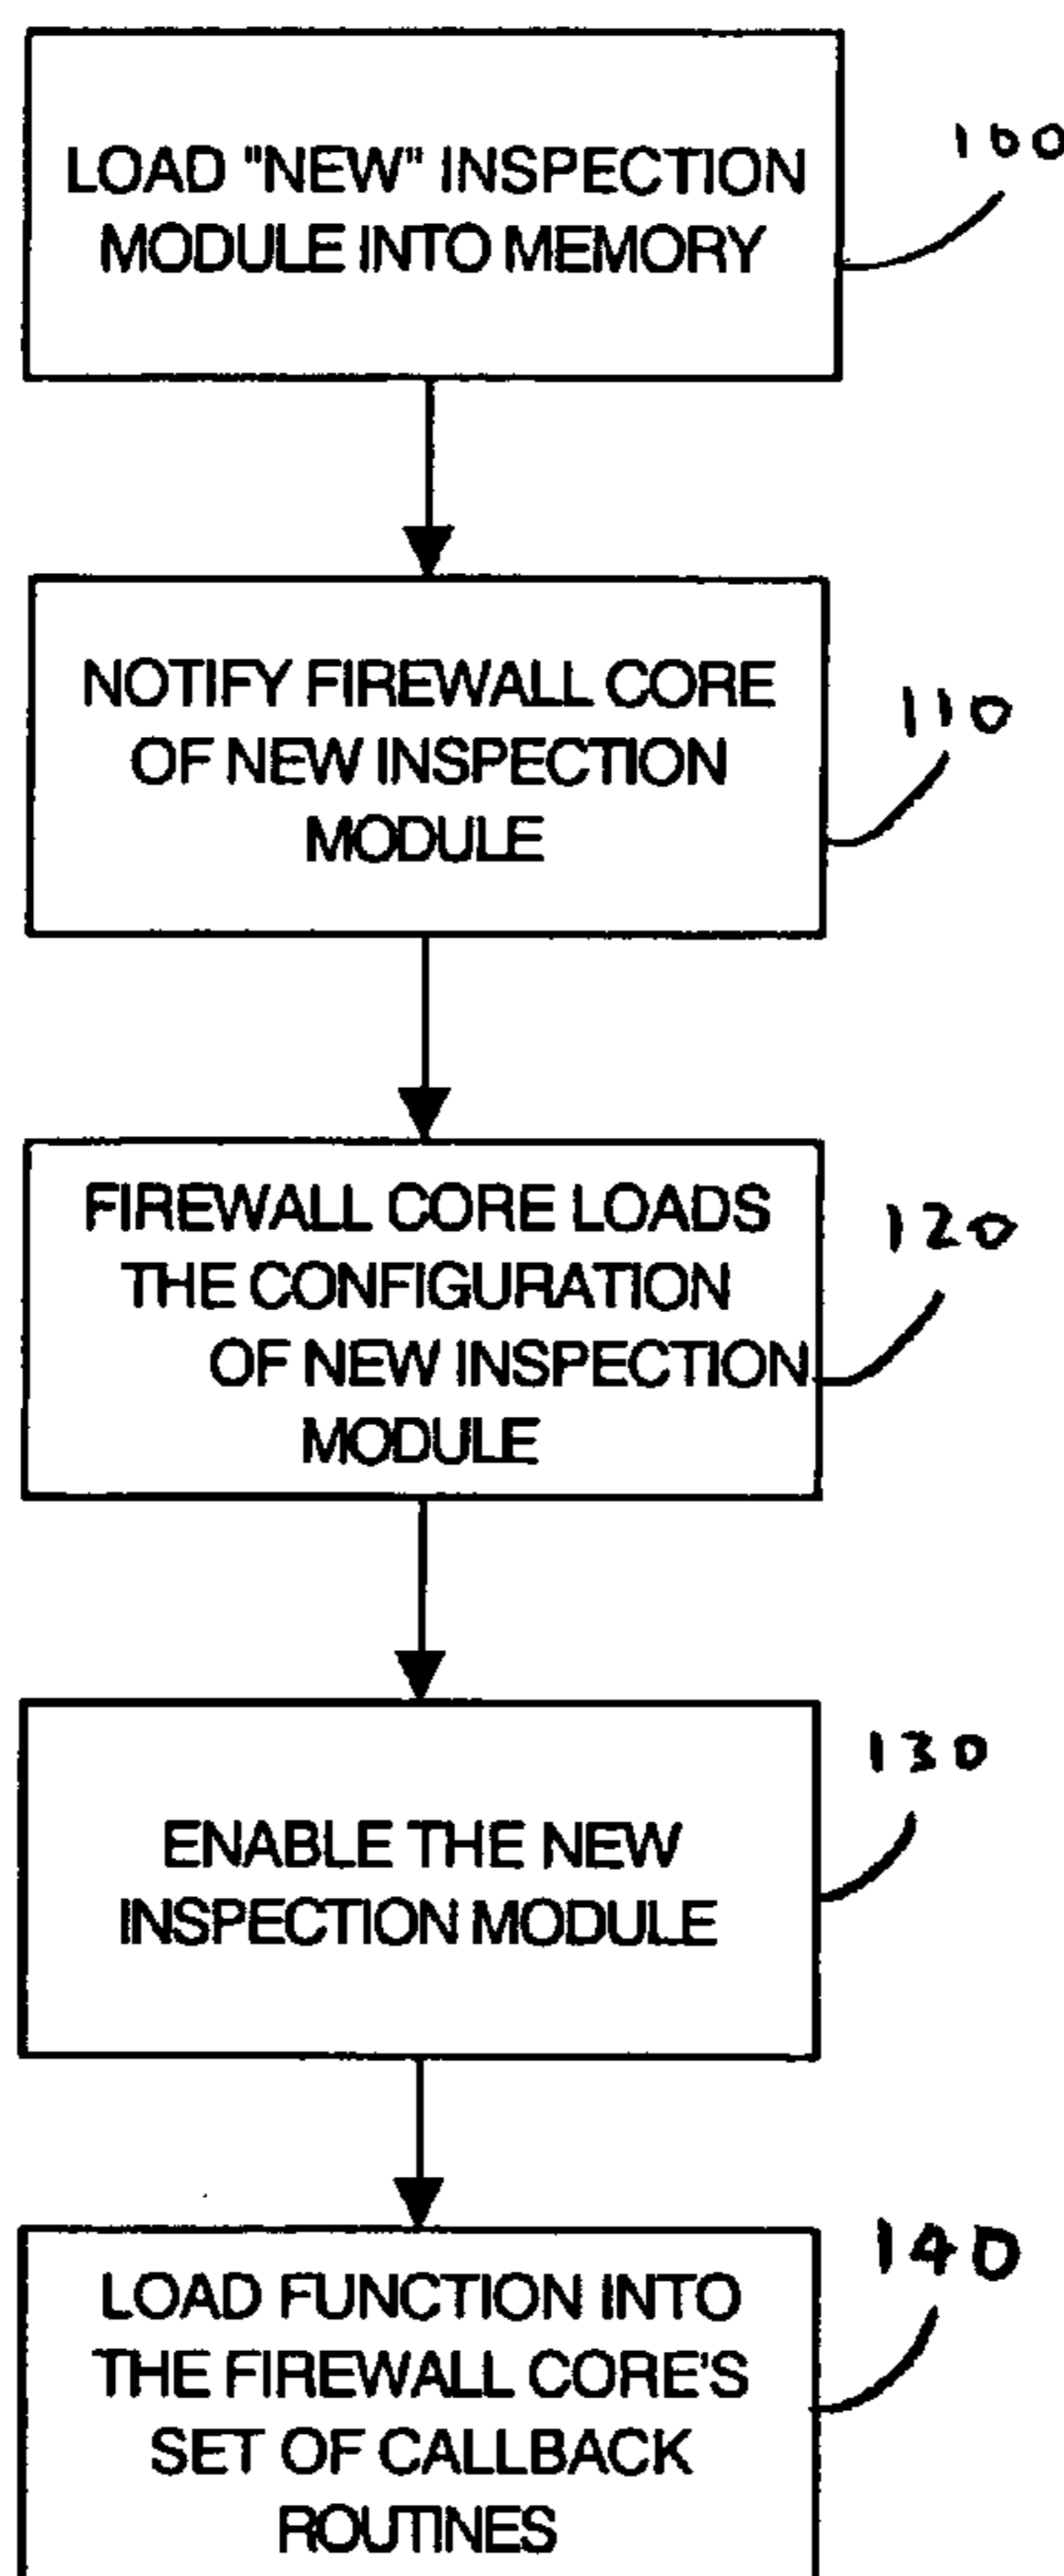 LOAD "NEW" INSPECTION
MODULE INTO MEMORY
100
NOTIFY FIREWALL CORE
OF NEW INSPECTION
MODULE
110
FIREWALL CORE LOADS
THE CONFIGURATION
OF NEW INSPECTION
MODULE
120
ENABLE THE NEW
INSPECTION MODULE
130
LOAD FUNCTION INTO
THE FIREWALL CORE'S
SET OF CALLBACK
ROUTINES
140